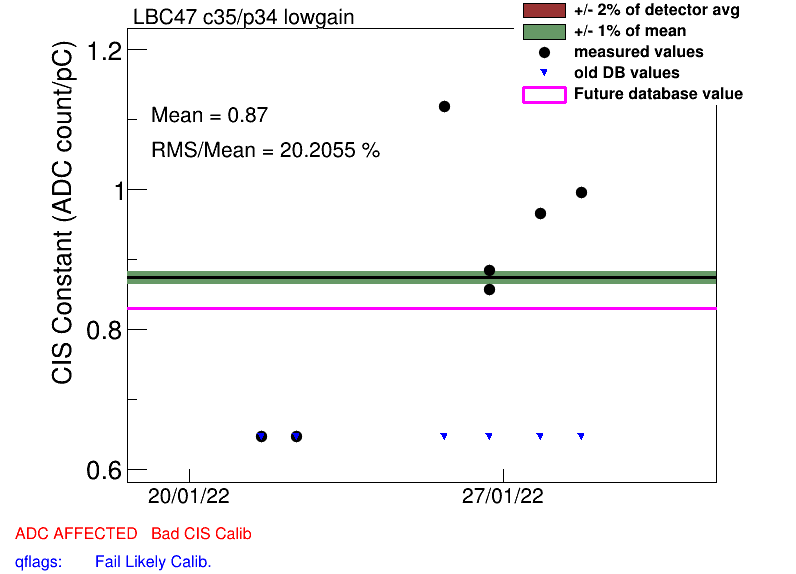 LBC47 c35/p34 lowgain
+/- 2% of detector avg
+/- 1% of mean
measured values
old DB values
Future database value
Mean = 0.87
RMS/Mean = 20.2055 %
CIS Constant (ADC count/pC)
1.2
1
0.8
0.6
20/01/22
27/01/22
ADC AFFECTED Bad CIS Calib
qflags: Fail Likely Calib.